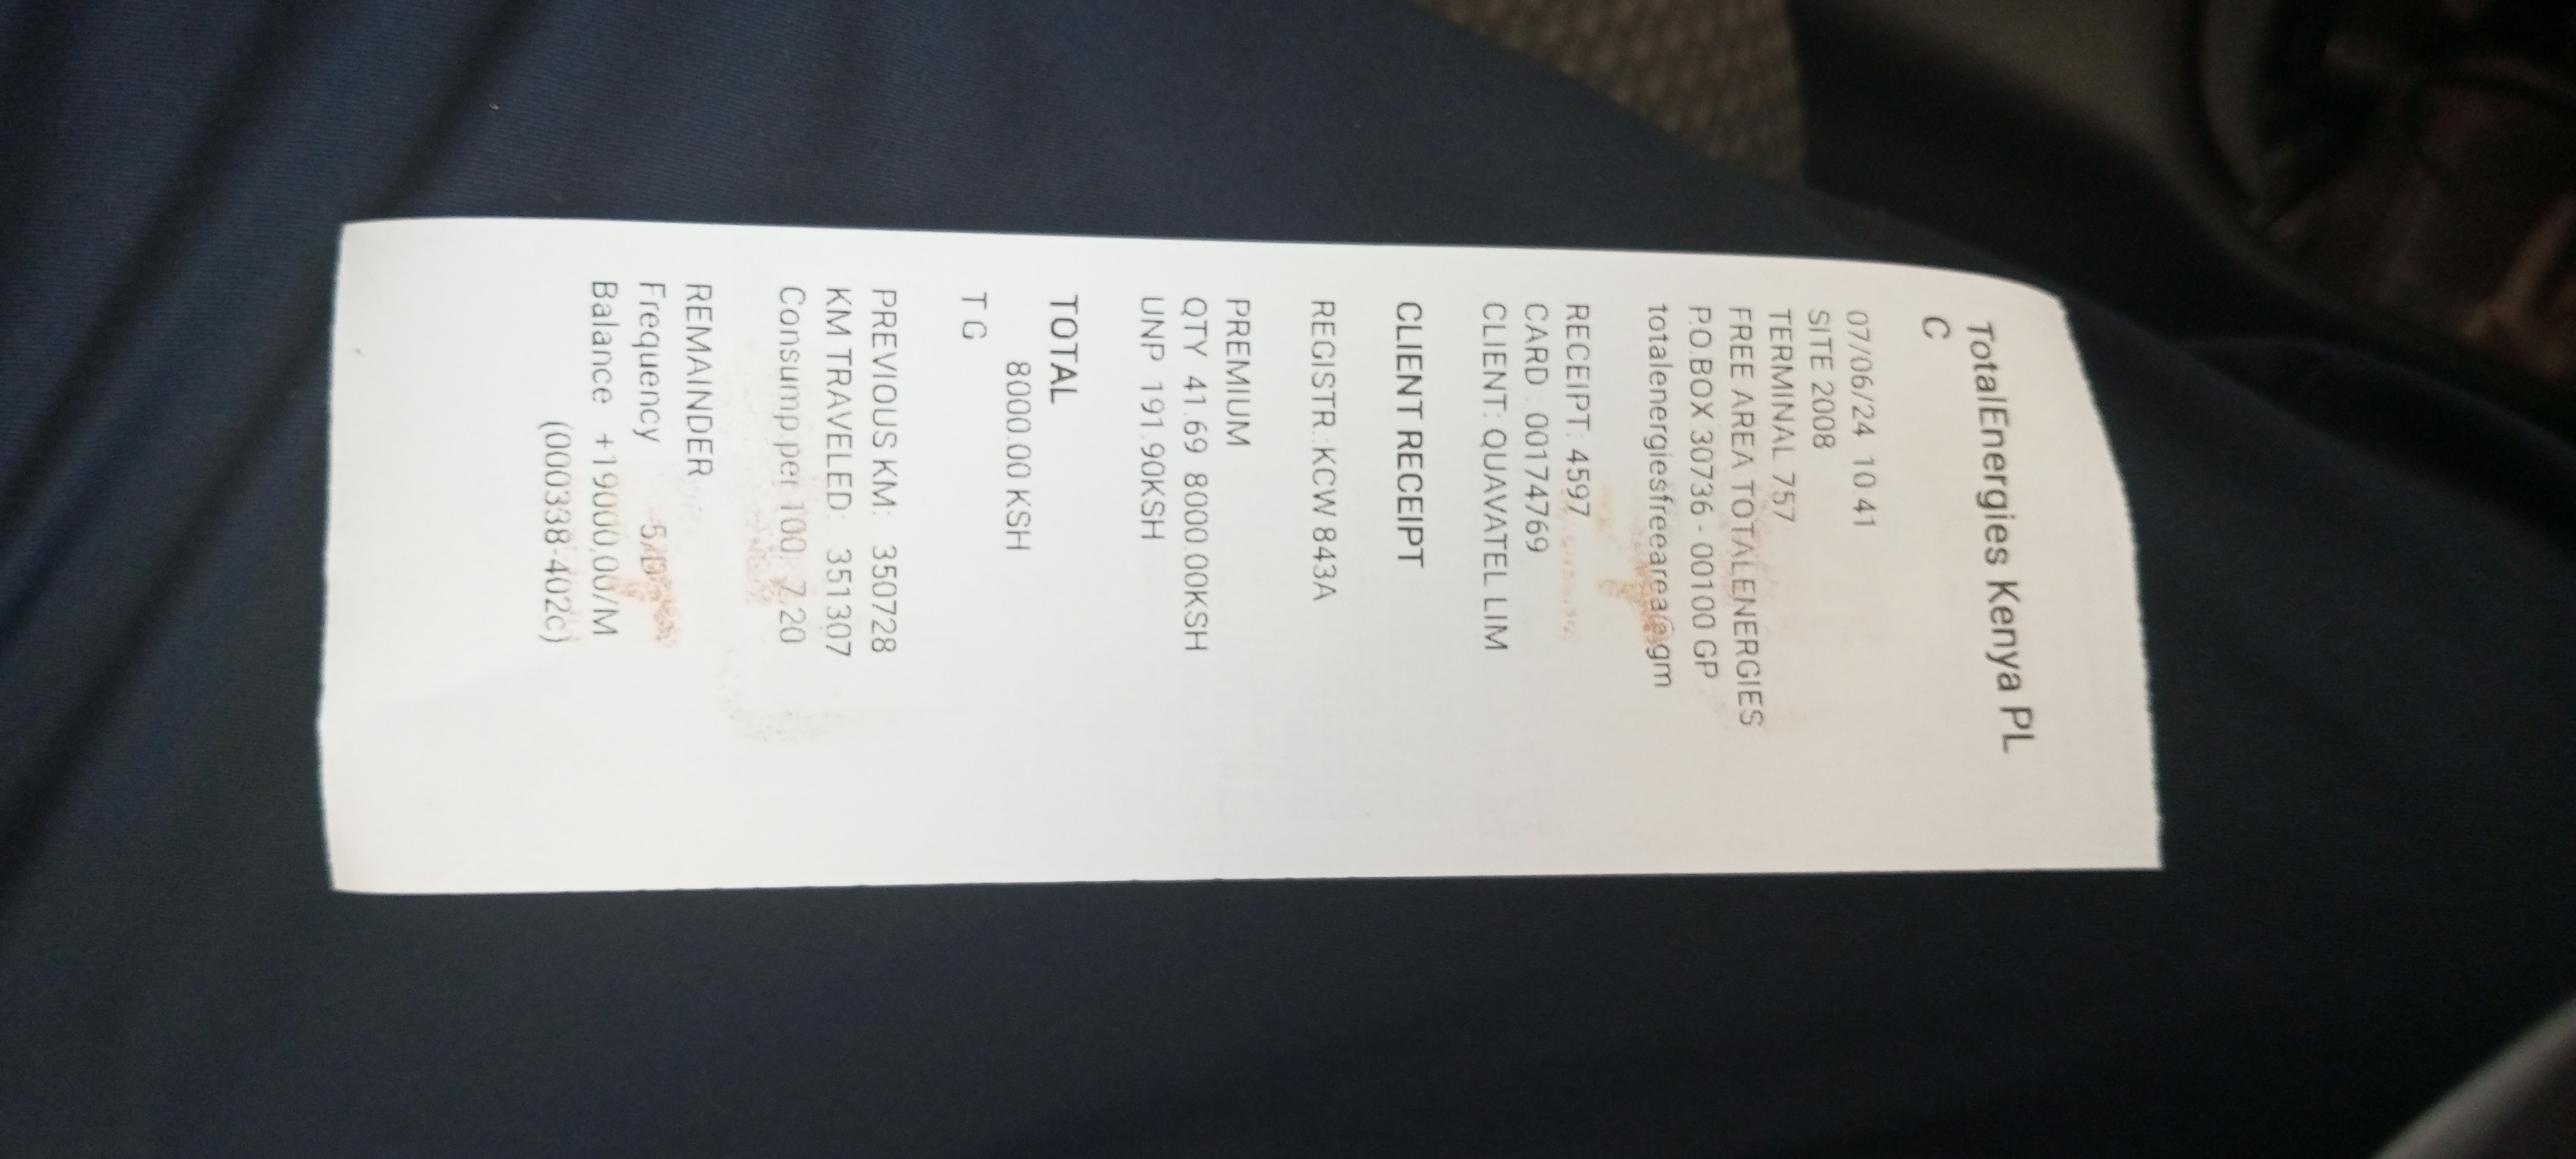 TotalEnergies Kenya PL
C
07/06/24 10:41
SITE 2008
TERMINAL 757
FREE AREA TOTALENERGIES
P.O.BOX 30736 - 00100 GP
totalenergiesfreearea@gm
RECEIPT: 4597
CARD : 00174769
CLIENT: QUAVATEL LIM
CLIENT RECEIPT
REGISTR.:KCW 843A
PREMIUM
QTY 41.69 8000.00KSH
UNP 191.90KSH
TOTAL
8000.00 KSH
T G
PREVIOUS KM: 350728
KM TRAVELED: 351307
Consump.per 100: 7.20
REMAINDER
Frequency 5/D
Balance +19000,00/M
(000338-402c)